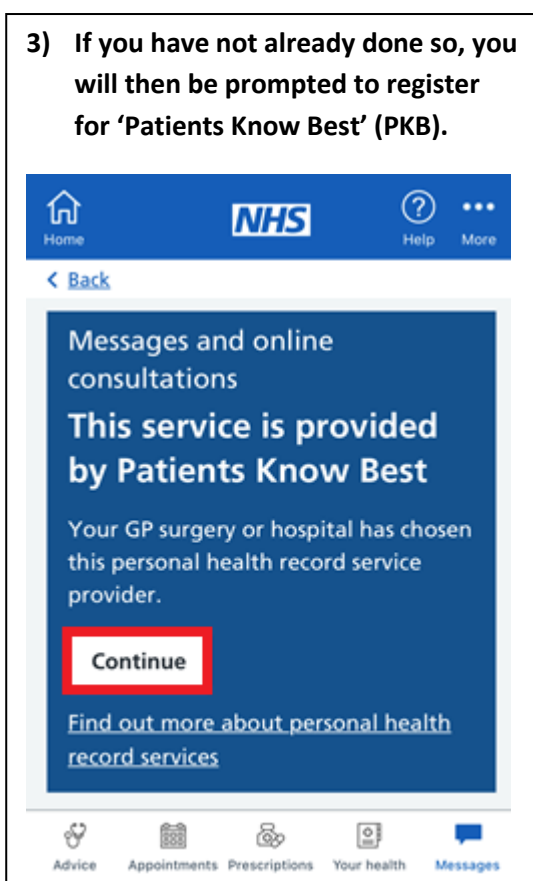 3) If you have not already done so, you
will then be prompted to register
for ‘Patients Know Best’ (PKB).
NHS
Home
Help
More
< Back
Messages and online
consultations
This service is provided
by Patients Know Best
Your GP surgery or hospital has chosen
this personal health record service
provider.
Continue
Find out more about personal health
record services
Advice Appointments Prescriptions Your health Messages